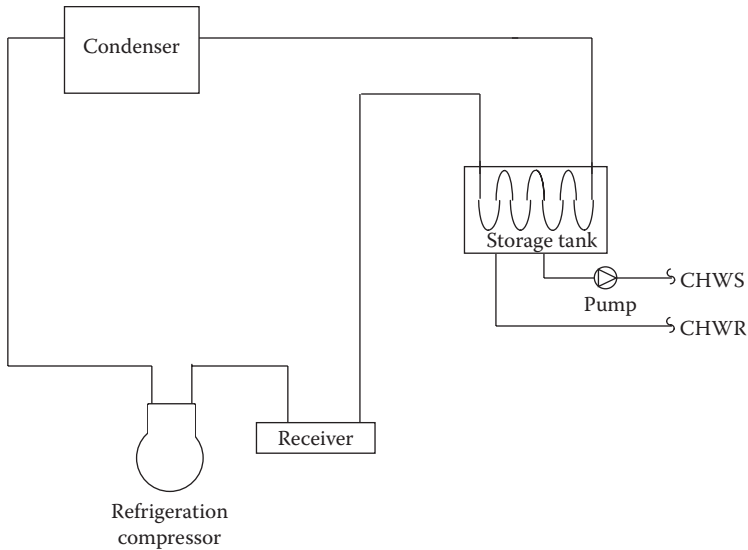 Condenser
Storage tank
CHWS
Pump
CHWR
Receiver
Refrigeration
compressor